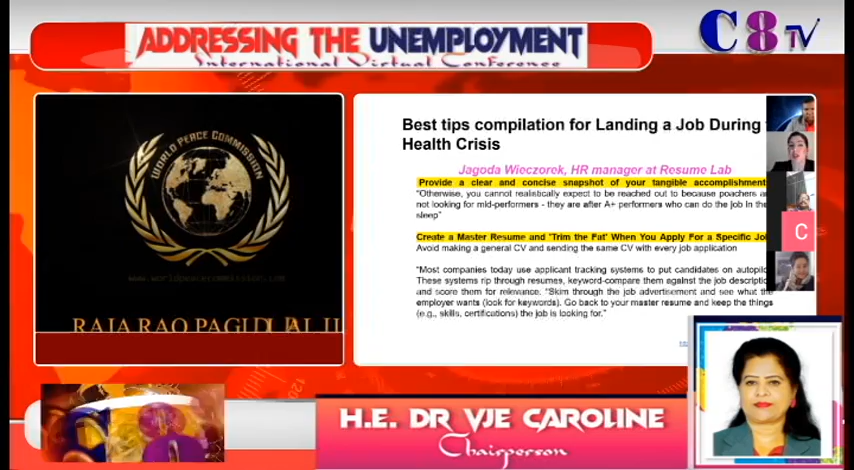 ADDRESSING THE UNEMPLOYMENT
International Virtual Conference
C8TV
WORLD PEACE COMMISSION
www.worldpeacecommission.com
RAJA RAO
Best tips compilation for Landing a Job During
Health Crisis
Jagoda Wieczorek, HR manager at Resume Lab
Provide a clear and concise snapshot of your tangible accomplishment
"Otherwise, you cannot realistically expect to be reached out to because poachers a
not looking for mid-performers - they are after A+ performers who can do the job in the
sleep"
Create a Master Resume and 'Trim the Fat' When You Apply For a Specific Jo
Avoid making a general CV and sending the same CV with every job application
"Most companies today use applicant tracking systems to put candidates on autopilo
These systems rip through resumes, keyword-compare them against the job descriptio
and score them for relevance. "Skim through the job advertisement and see what the
employer wants (look for keywords). Go back to your master resume and keep the things
(e.g., skills, certifications) the job is looking for."
C
H.E. DR VJE CAROLINE
Chairperson